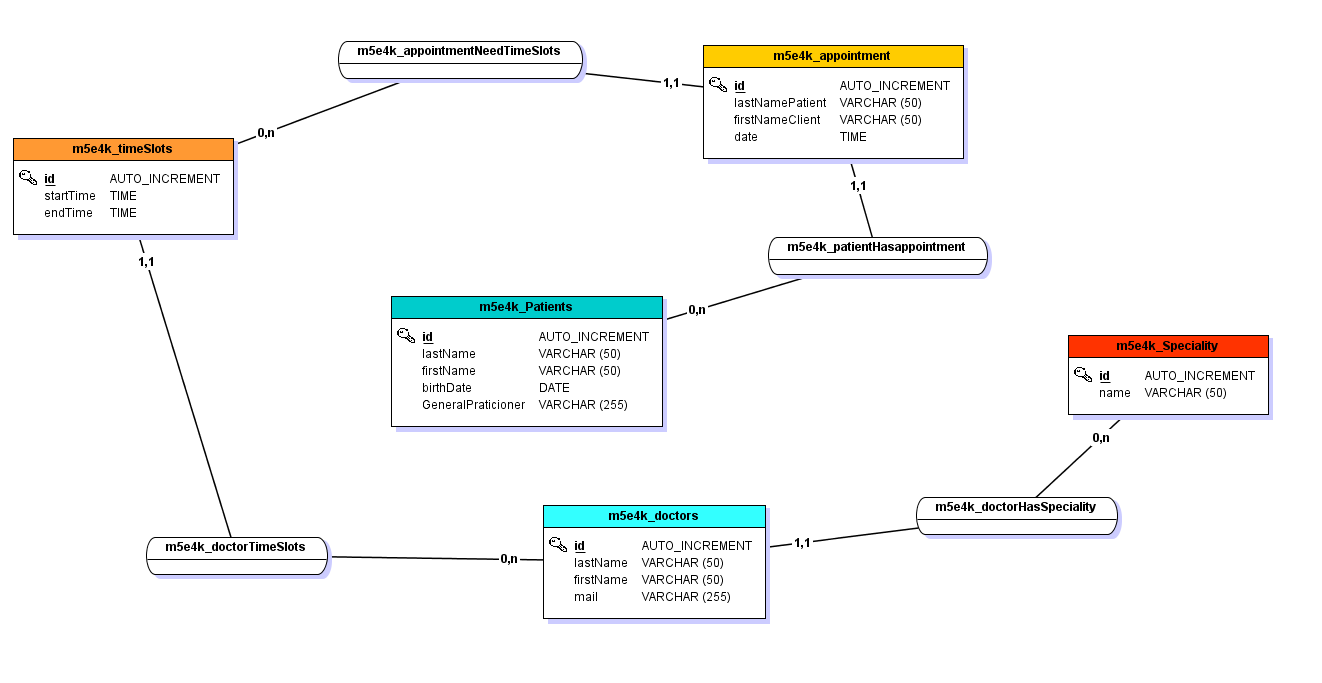 m5e4k_appointmentNeedTimeSlots
m5e4k_appointment
id AUTO_INCREMENT
lastNamePatient VARCHAR (50)
firstNameClient VARCHAR (50)
date TIME
1,1
0,n
m5e4k_timeSlots
id AUTO_INCREMENT
startTime TIME
endTime TIME
1,1
1,1
m5e4k_patientHasappointment
0,n
m5e4k_Patients
id AUTO_INCREMENT
lastName VARCHAR (50)
firstName VARCHAR (50)
birthDate DATE
GeneralPraticioner VARCHAR (255)
m5e4k_Speciality
id AUTO_INCREMENT
name VARCHAR (50)
0,n
m5e4k_doctorHasSpeciality
1,1
m5e4k_doctors
id AUTO_INCREMENT
lastName VARCHAR (50)
firstName VARCHAR (50)
mail VARCHAR (255)
0,n
m5e4k_doctorTimeSlots